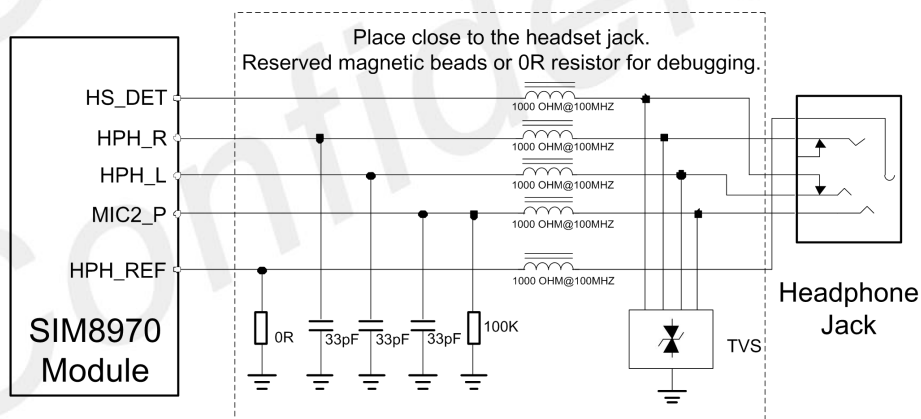 Place close to the headset jack.
Reserved magnetic beads or 0R resistor for debugging.
HS_DET
1000 OHM@100MHZ
HPH_R
1000 OHM@100MHZ
HPH_L
1000 OHM@100MHZ
MIC2_P
1000 OHM@100MHZ
HPH_REF
1000 OHM@100MHZ
SIM8970
Module
0R
33pF
33pF
33pF
100K
TVS
Headphone
Jack
Confidential